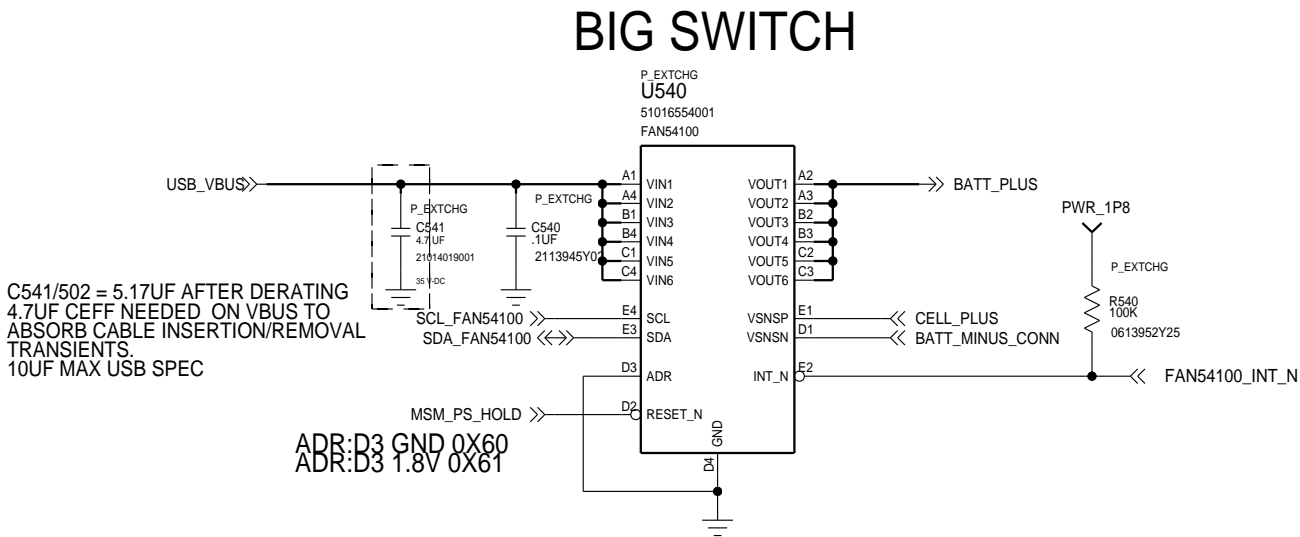 BIG SWITCH
P_EXTCHG
U540
51016554001
FAN54100
USB_VBUS
P_EXTCHG
C541
4.7 UF
21014019001
35 V-DC
P_EXTCHG
C540
.1UF
2113945Y02
A1 VIN1 VOUT1 A2
A4 VIN2 VOUT2 A3
B1 VIN3 VOUT3 B2
B4 VIN4 VOUT4 B3
C1 VIN5 VOUT5 C2
C4 VIN6 VOUT6 C3
BATT_PLUS
PWR_1P8
P_EXTCHG
R540
100K
0613952Y25
C541/502 = 5.17UF AFTER DERATING
4.7UF CEFF NEEDED ON VBUS TO
ABSORB CABLE INSERTION/REMOVAL
TRANSIENTS.
10UF MAX USB SPEC
SCL_FAN54100 E4 SCL VSNSP E1 CELL_PLUS
SDA_FAN54100 E3 SDA VSNSN D1 BATT_MINUS_CONN
D3 ADR INT_N E2 FAN54100_INT_N
MSM_PS_HOLD D2 RESET_N
GND
D4
ADR:D3 GND 0X60
ADR:D3 1.8V 0X61